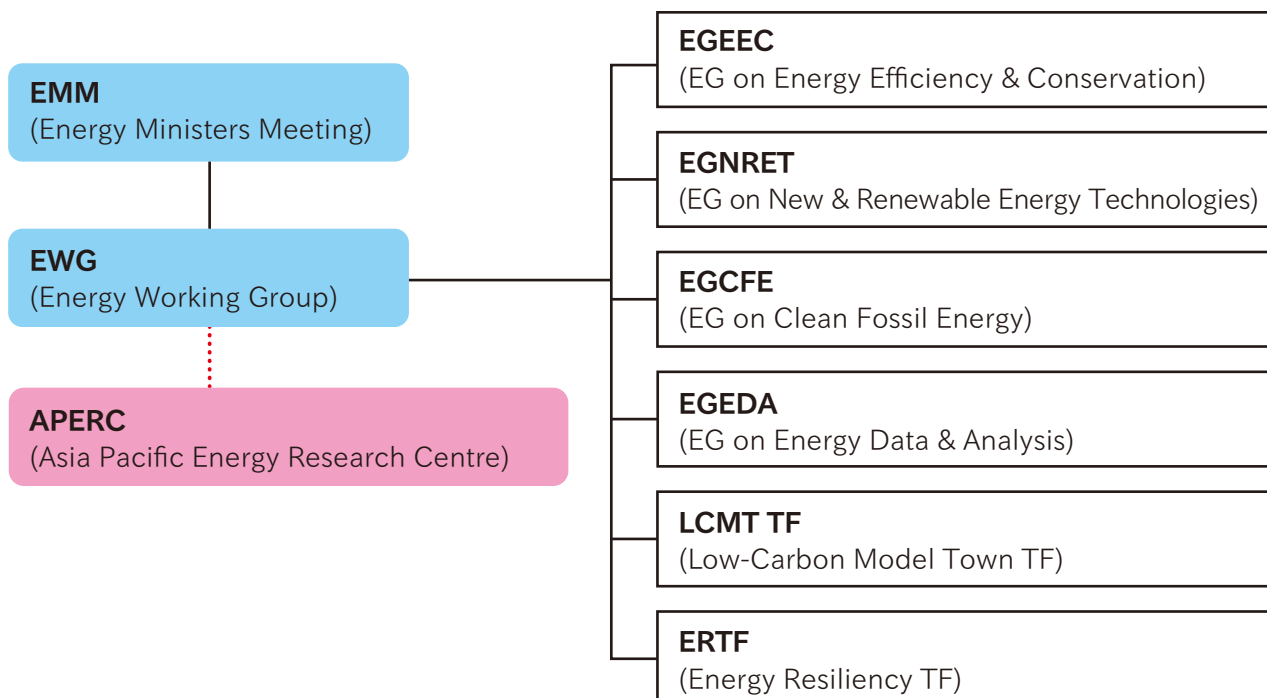 EMM
(Energy Ministers Meeting)
EWG
(Energy Working Group)
APERC
(Asia Pacific Energy Research Centre)
EGEEC
(EG on Energy Efficiency & Conservation)
EGNRET
(EG on New & Renewable Energy Technologies)
EGCFE
(EG on Clean Fossil Energy)
EGEDA
(EG on Energy Data & Analysis)
LCMT TF
(Low-Carbon Model Town TF)
ERTF
(Energy Resiliency TF)